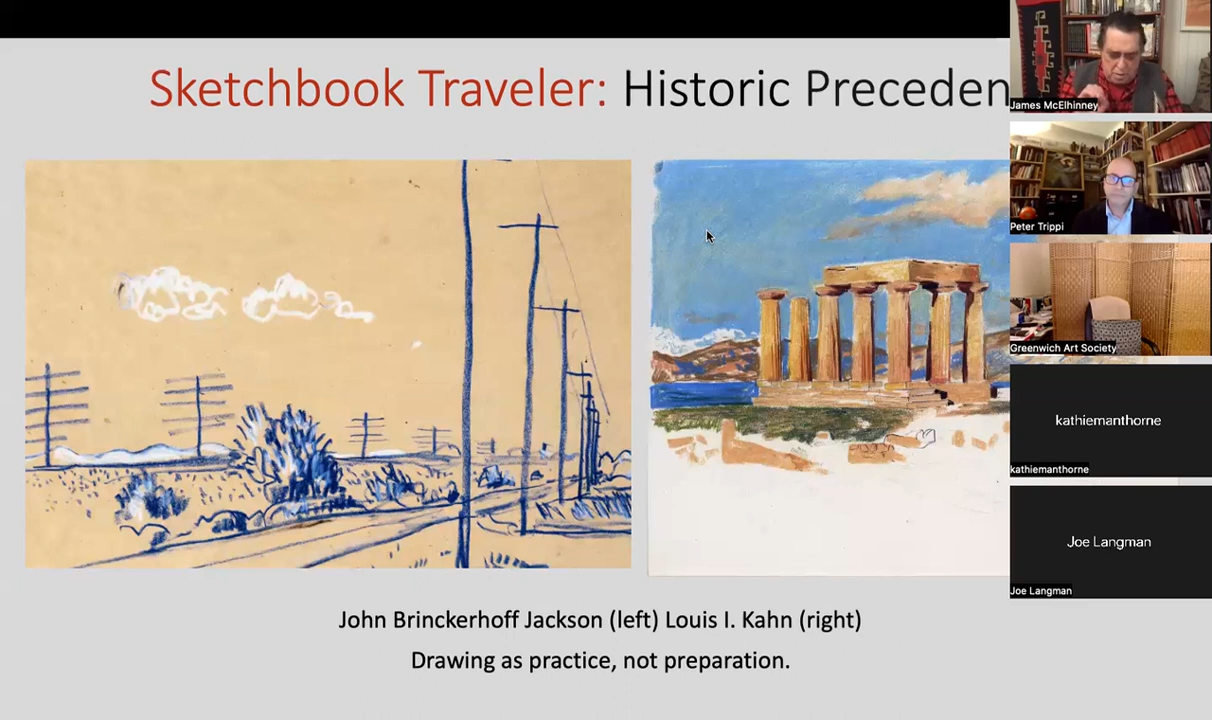 Sketchbook Traveler: Historic Preceden
James McElhinney
Peter Trippi
Greenwich Art Society
kathiemanthorne
kathiemanthorne
Joe Langman
Joe Langman
John Brinckerhoff Jackson (left) Louis I. Kahn (right)
Drawing as practice, not preparation.